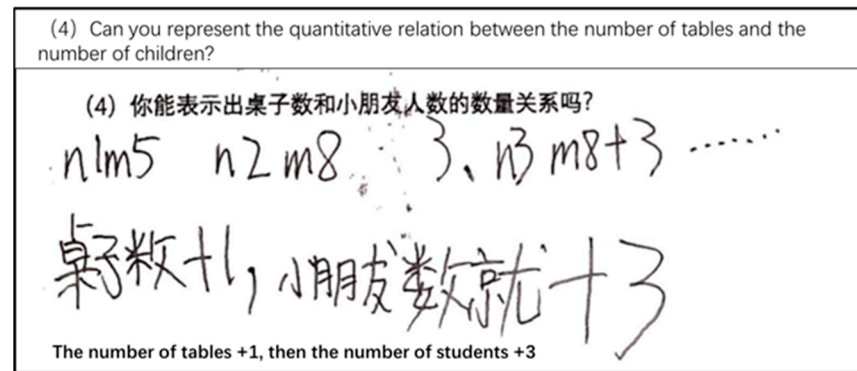 (4) Can you represent the quantitative relation between the number of tables and the
number of children?
(4) 你能表示出桌子数和小朋友人数的数量关系吗?
n1m5 n2m8 3、n3 m8+3 ......
桌子数+1, 小朋友数就+3
The number of tables +1, then the number of students +3